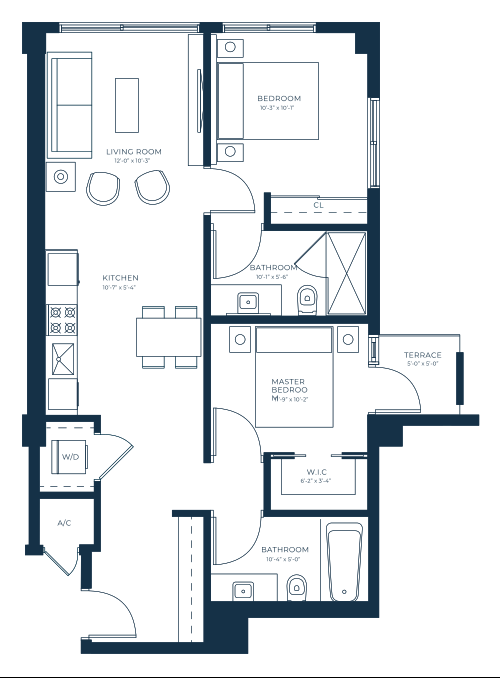 BEDROOM
10'-3" x 10'-1"
LIVING ROOM
12'-0" x 10'-3"
CL
BATHROOM
10'-1" x 5'-6"
KITCHEN
10'-7" x 5'-4"
TERRACE
5'-0" x 5'-0"
MASTER
BEDROO
M
'-9" x 10'-2"
W/D
W.I.C
6'-2" x 3'-4"
A/C
BATHROOM
10'-4" x 5'-0"